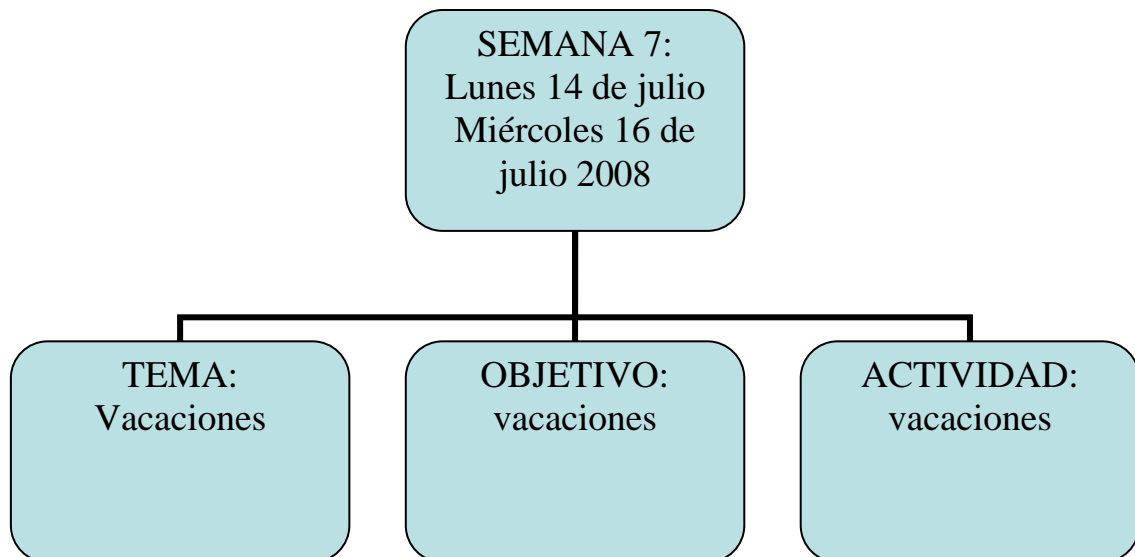 SEMANA 7:
Lunes 14 de julio
Miércoles 16 de
julio 2008
TEMA:
Vacaciones
OBJETIVO:
vacaciones
ACTIVIDAD:
vacaciones